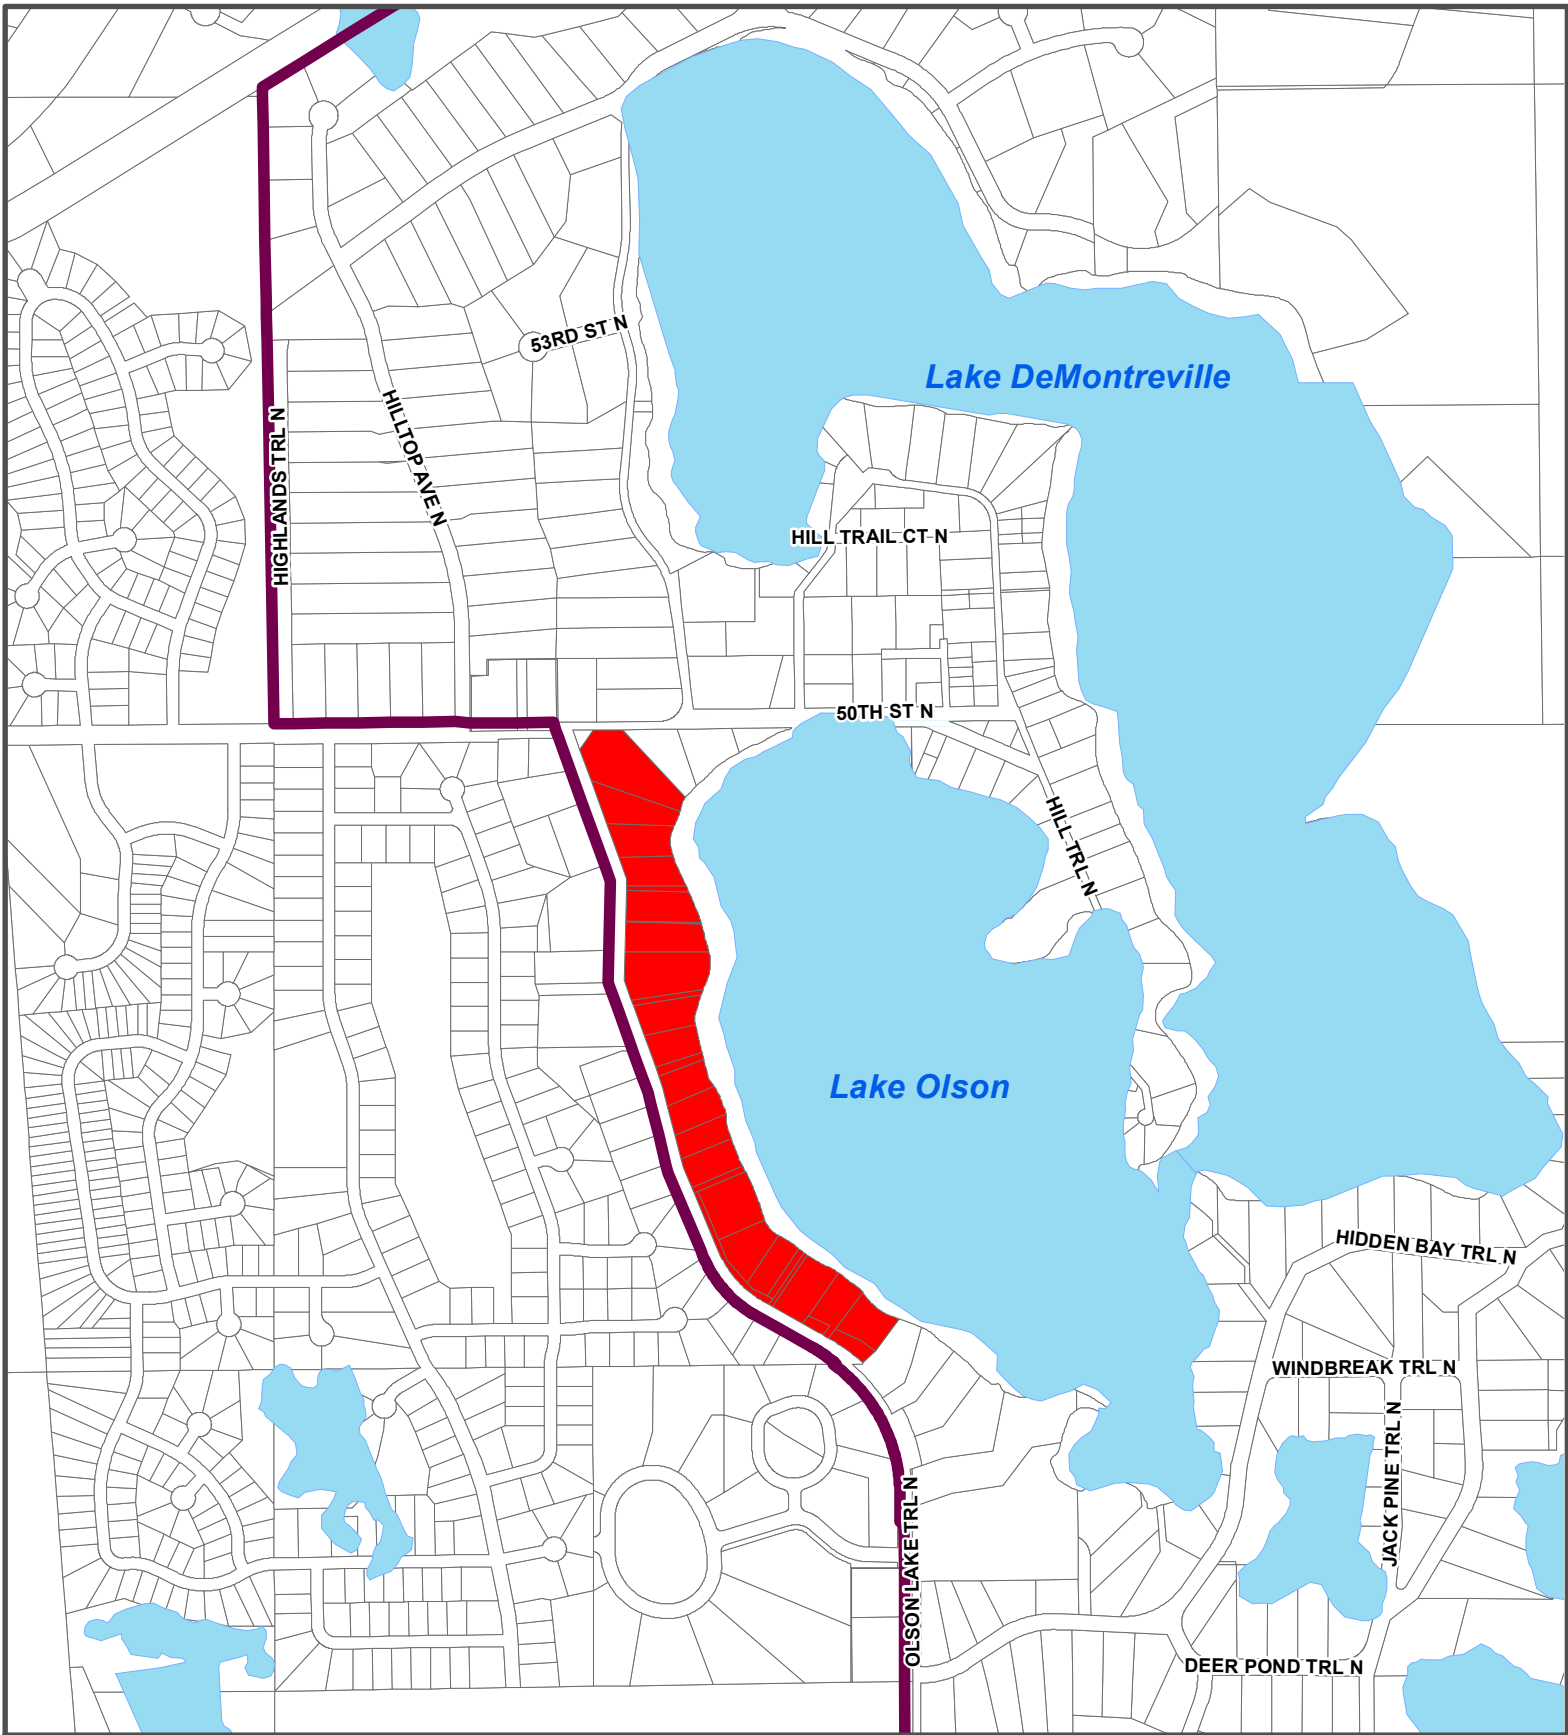 53RD ST N
Lake DeMontreville
HIGHLANDS TRL N
HILLTOP AVE N
HILL TRAIL CT N
50TH ST N
HILL TRL N
Lake Olson
HIDDEN BAY TRL N
WINDBREAK TRL N
JACK PINE TRL N
OLSON LAKE TRL N
DEER POND TRL N